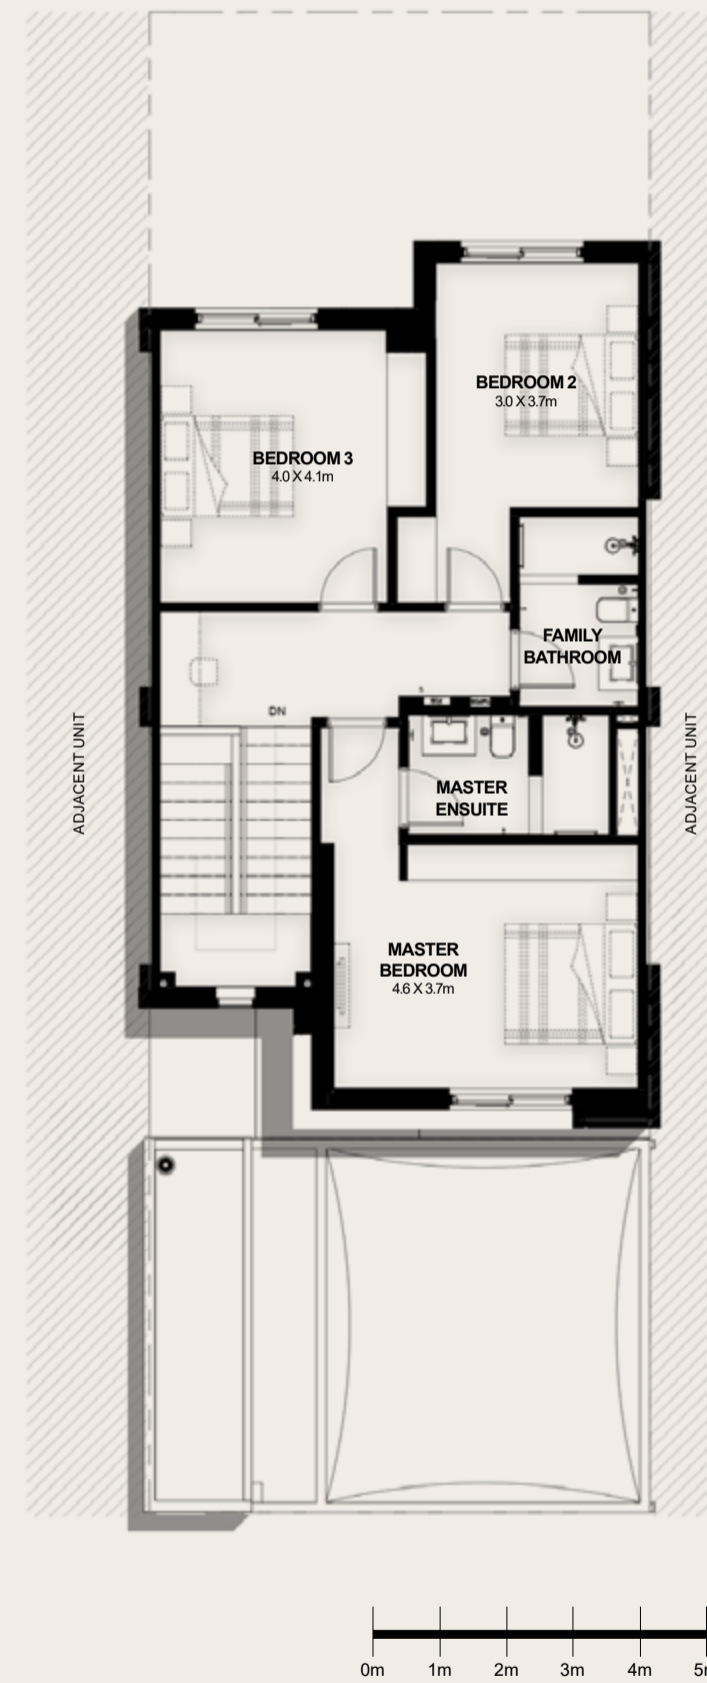 BEDROOM 2
3.0 X 3.7m
BEDROOM 3
4.0 X 4.1m
FAMILY
BATHROOM
DN
ADJACENT UNIT
ADJACENT UNIT
MASTER
ENSUITE
MASTER
BEDROOM
4.6 X 3.7m
0m 1m 2m 3m 4m